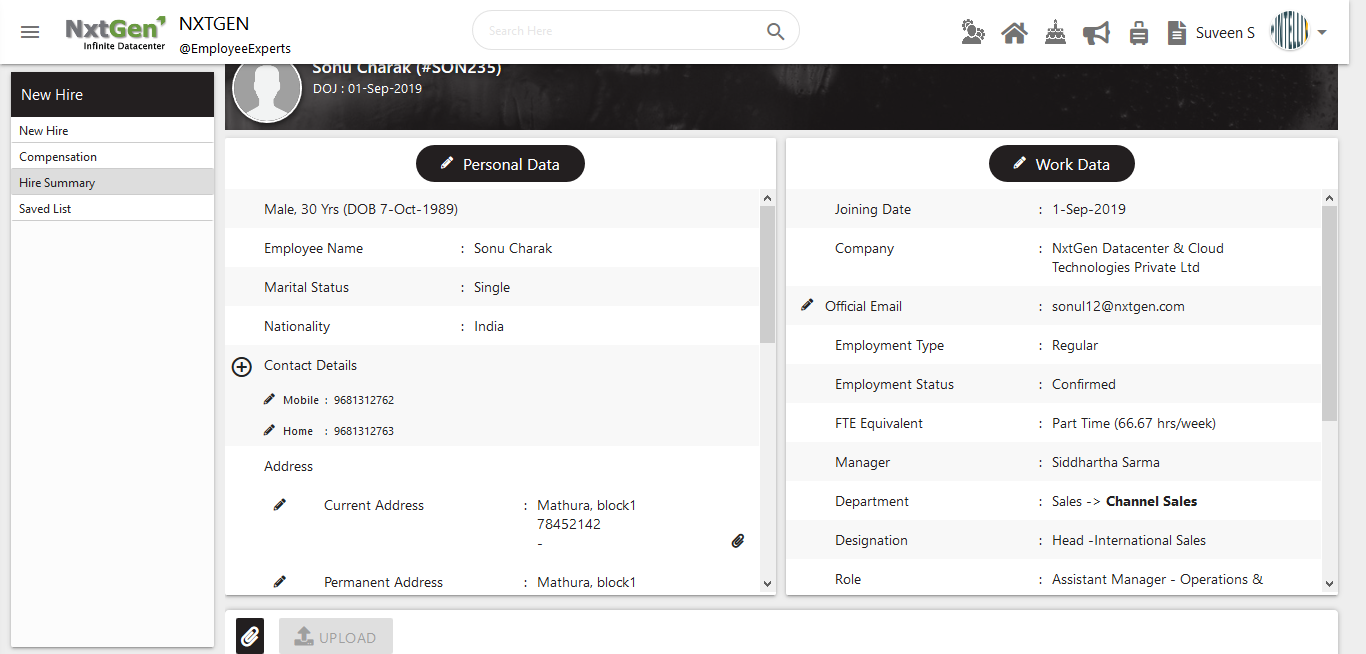 NxtGen
Infinite Datacenter
NXTGEN
@EmployeeExperts
Search Here
Suveen S
INTELLI
New Hire
New Hire
Compensation
Hire Summary
Saved List
Sonu Charak (#SON235)
DOJ : 01-Sep-2019
Personal Data
Male, 30 Yrs (DOB 7-Oct-1989)
Employee Name : Sonu Charak
Marital Status : Single
Nationality : India
Contact Details
Mobile : 9681312762
Home : 9681312763
Address
Current Address : Mathura, block1
78452142
-
Permanent Address : Mathura, block1
Work Data
Joining Date : 1-Sep-2019
Company : NxtGen Datacenter & Cloud
Technologies Private Ltd
Official Email : sonul12@nxtgen.com
Employment Type : Regular
Employment Status : Confirmed
FTE Equivalent : Part Time (66.67 hrs/week)
Manager : Siddhartha Sarma
Department : Sales -> Channel Sales
Designation : Head -International Sales
Role : Assistant Manager - Operations &
UPLOAD